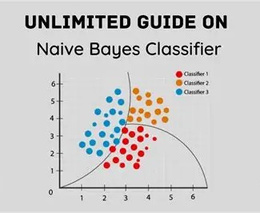 UNLIMITED GUIDE ON
Naive Bayes Classifier
Classifier 1
Classifier 2
Classifier 3
6
5
4
3
2
1
0
1 2 3 4 5 6